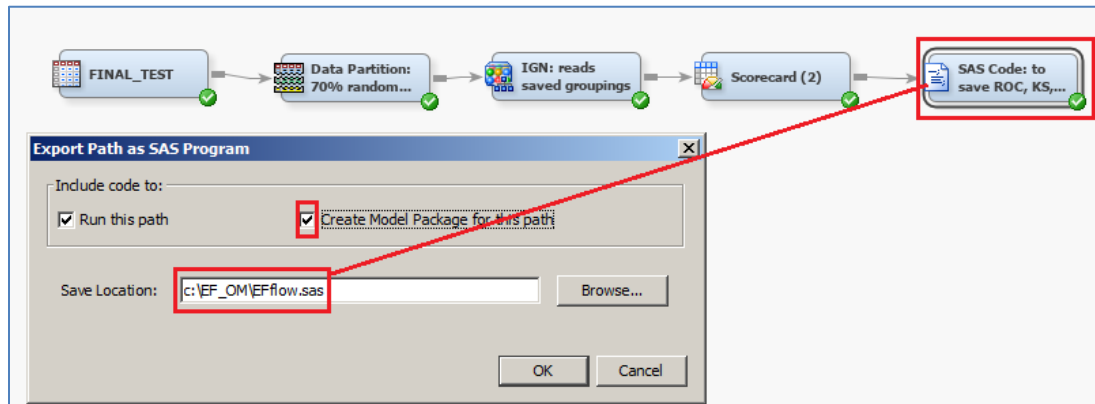 FINAL_TEST
Data Partition:
70% random...
IGN: reads
saved groupings
Scorecard (2)
SAS Code: to
save ROC, KS,...
Export Path as SAS Program
Include code to:
Run this path
Create Model Package for this path
Save Location:
c:\EF_OM\EFflow.sas
Browse...
OK
Cancel